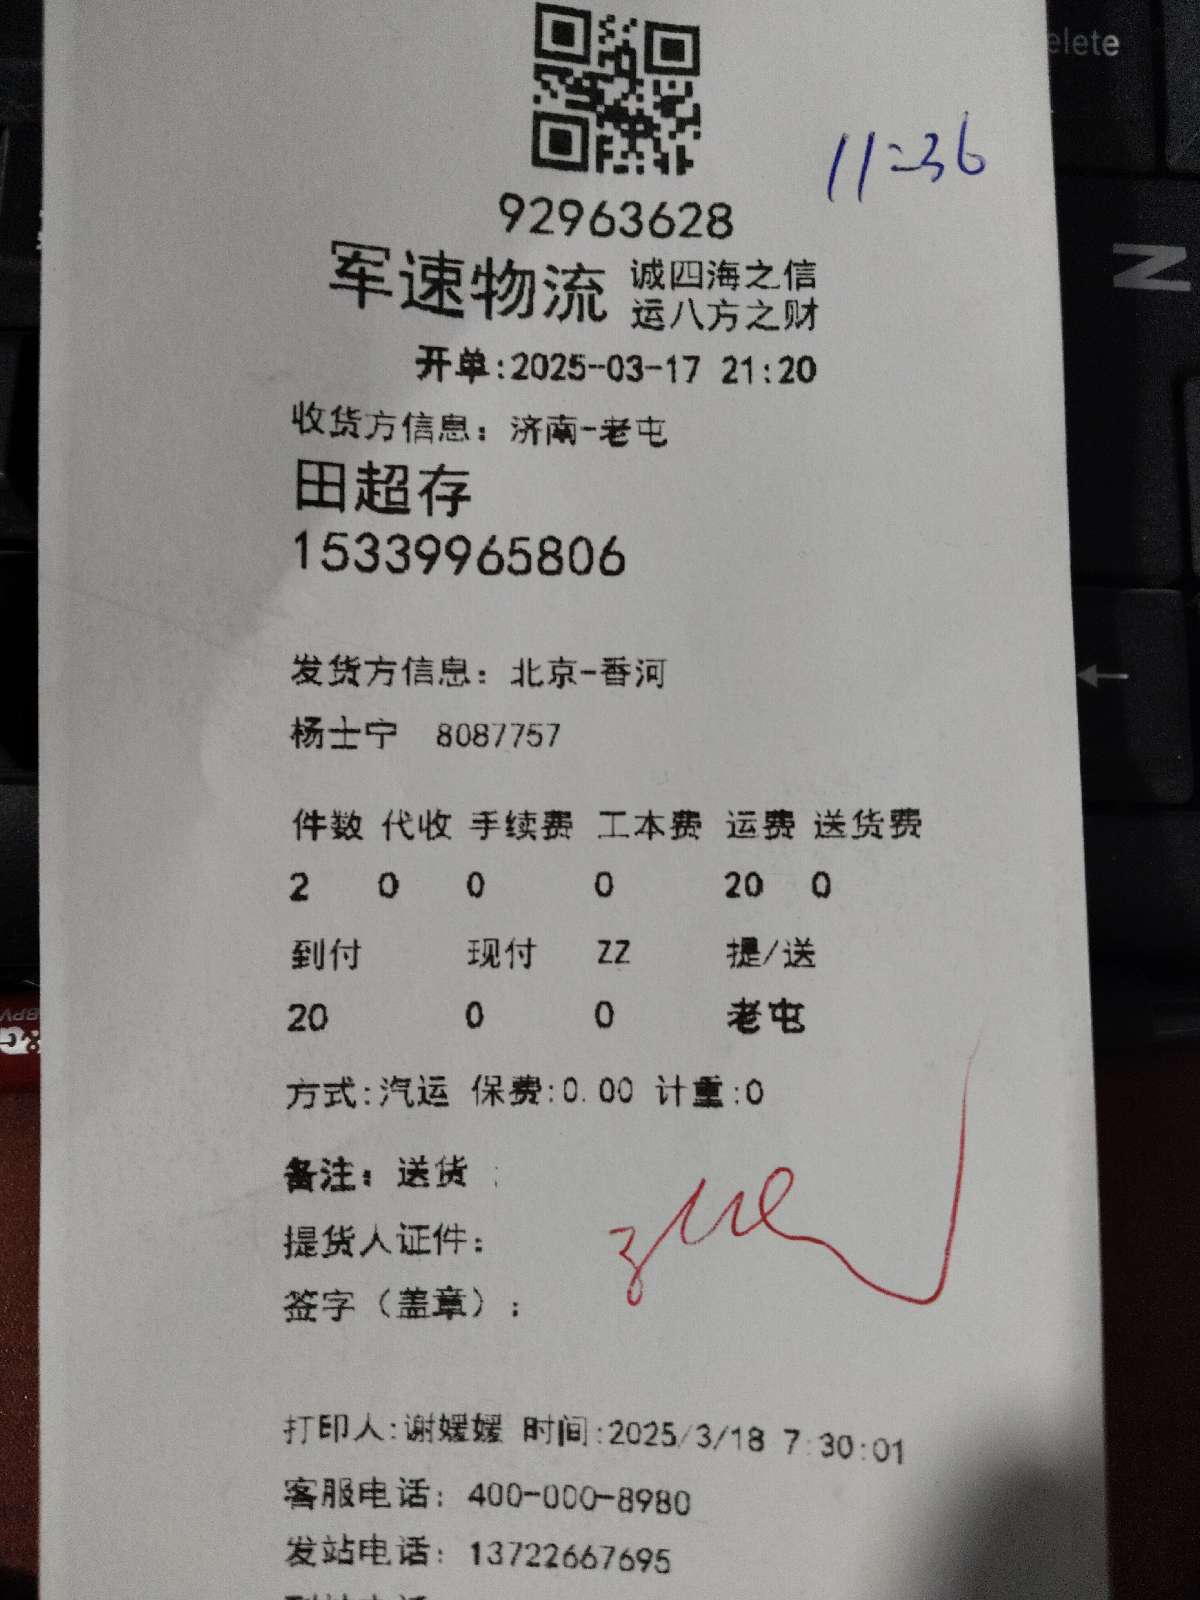 elete
11:36
92963628
军速物流 诚四海之信
运八方之财
N
开单:2025-03-17 21:20
收货方信息：济南-老屯
田超存
15339965806
发货方信息：北京-香河
←
杨士宁 8087757
件数 代收 手续费 工本费 运费 送货费
2 0 0 0 20 0
到付 现付 ZZ 提/送
20 0 0 老屯
方式:汽运 保费:0.00 计重:0
备注：送货 :
提货人证件：
签字（盖章）：
打印人:谢媛媛 时间:2025/3/18 7:30:01
客服电话：400-000-8980
发站电话：13722667695